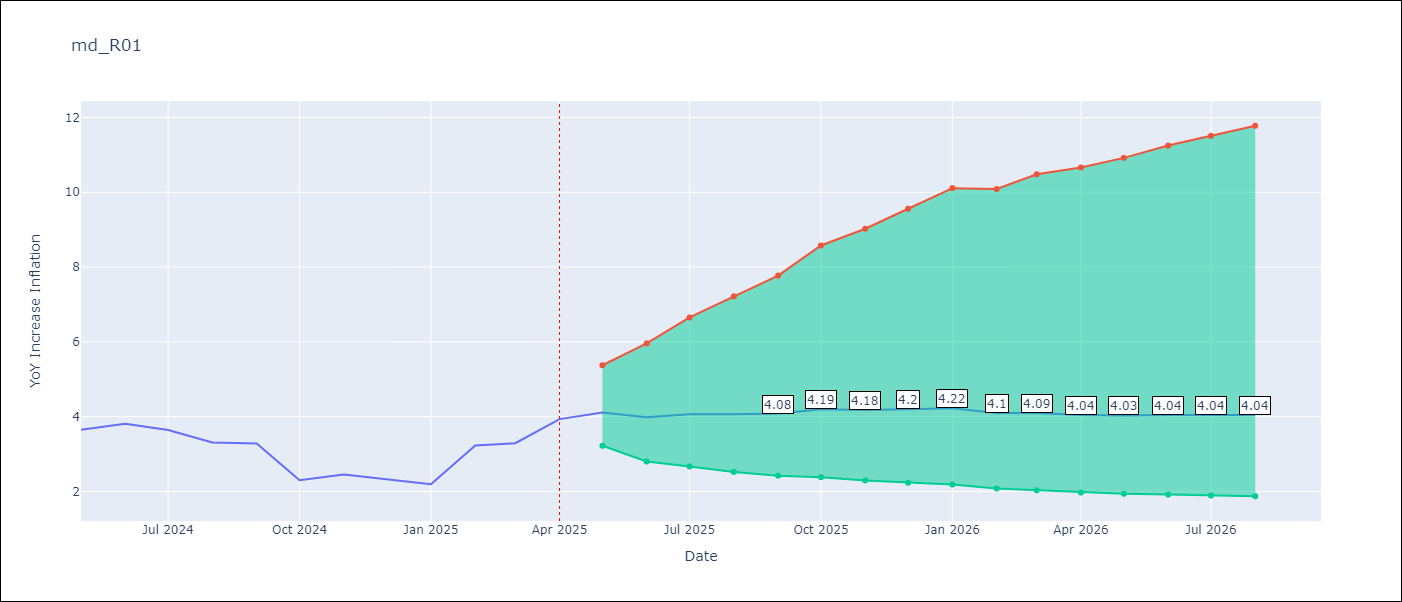 md_R01
YoY Increase Inflation
12
10
8
6
4
2
4.08
4.19
4.18
4.2
4.22
4.1
4.09
4.04
4.03
4.04
4.04
4.04
Jul 2024
Oct 2024
Jan 2025
Apr 2025
Jul 2025
Oct 2025
Jan 2026
Apr 2026
Jul 2026
Date